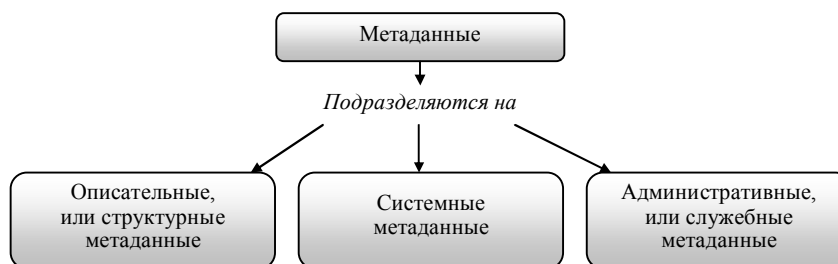 Метаданные
Подразделяются на
Описательные,
или структурные
метаданные
Системные
метаданные
Административные,
или служебные
метаданные